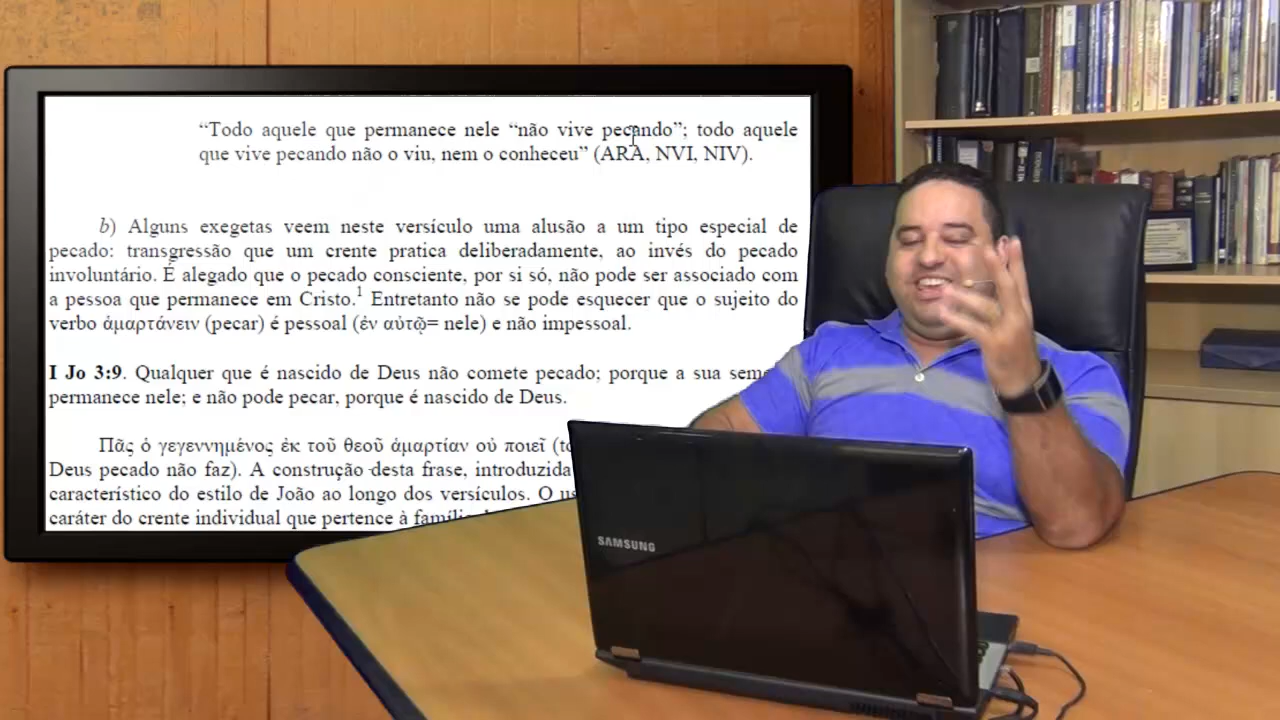 “Todo aquele que permanece nele “não vive pecando”; todo aquele
que vive pecando não o viu, nem o conheceu” (ARA, NVI, NIV).
b) Alguns exegetas veem neste versículo uma alusão a um tipo especial de
pecado: transgressão que um crente pratica deliberadamente, ao invés do pecado
involuntário. É alegado que o pecado consciente, por si só, não pode ser associado com
a pessoa que permanece em Cristo.¹ Entretanto não se pode esquecer que o sujeito do
verbo ἁμαρτάνειν (pecar) é pessoal (ἐν αὐτῷ= nele) e não impessoal.
I Jo 3:9. Qualquer que é nascido de Deus não comete pecado; porque a sua
permanece nele; e não pode pecar, porque é nascido de Deus.
Πᾶς ὁ γεγεννημένος ἐκ τοῦ θεοῦ ἁμαρτίαν οὐ ποιεῖ
Deus pecado não faz). A construção desta frase, introduzida
característico do estilo de João ao longo dos versículos. O
caráter do crente individual que pertence à
SAMSUNG